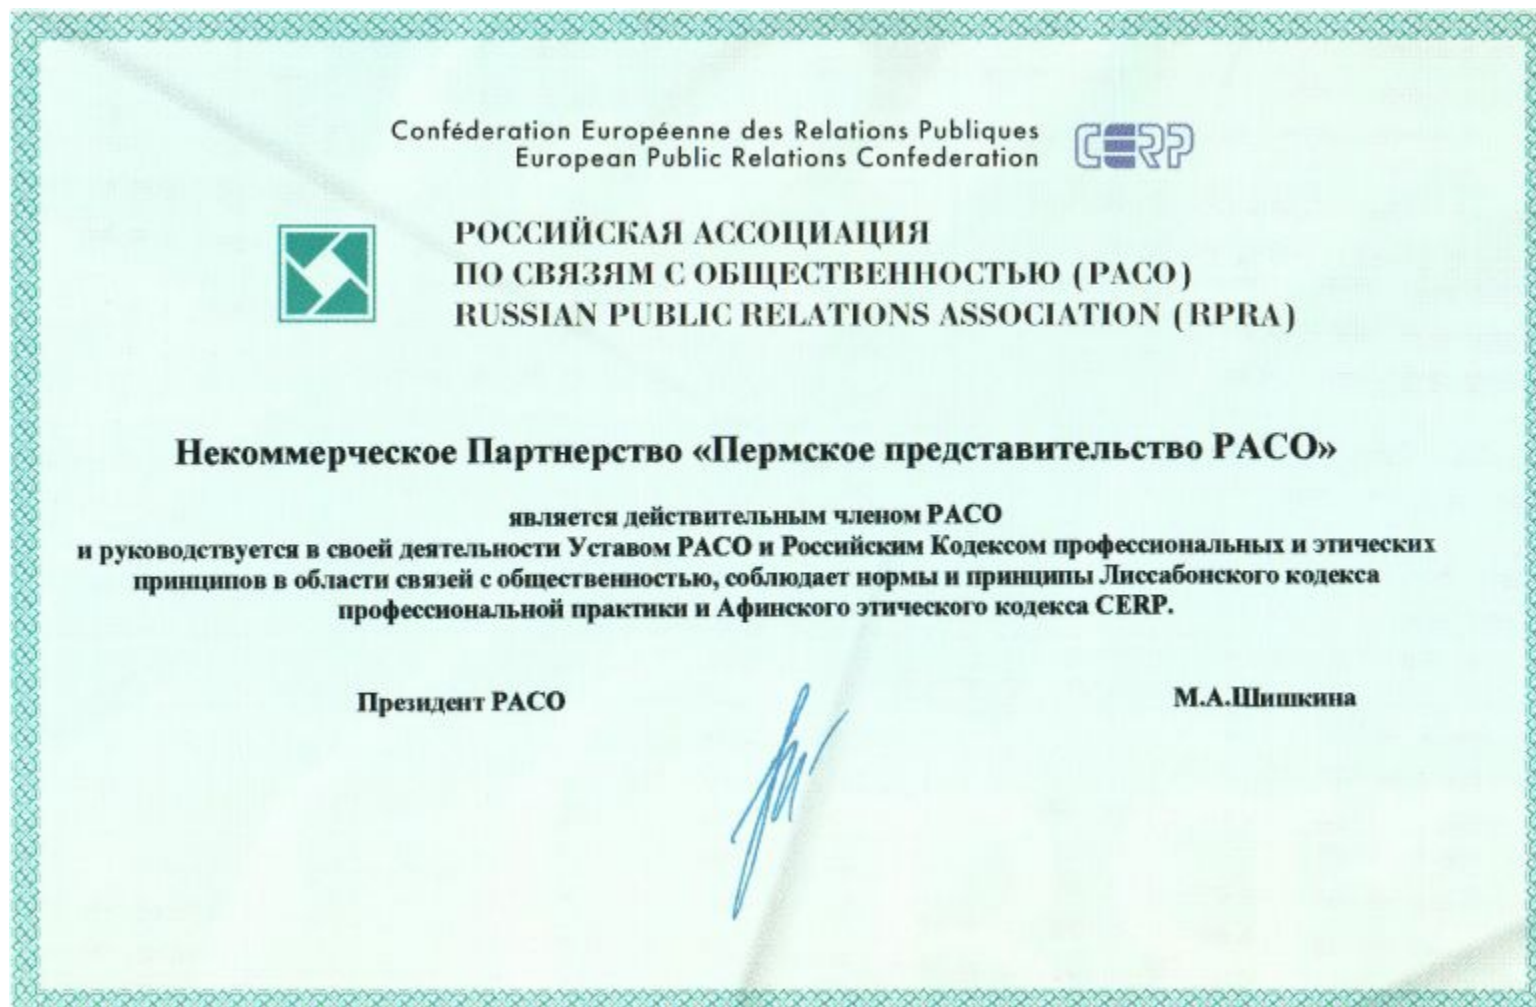 Conféderation Européenne des Relations Publiques
European Public Relations Confederation
CERP
РОССИЙСКАЯ АССОЦИАЦИЯ
ПО СВЯЗЯМ С ОБЩЕСТВЕННОСТЬЮ (РАСО)
RUSSIAN PUBLIC RELATIONS ASSOCIATION (RPRA)
Некоммерческое Партнерство «Пермское представительство РАСО»
является действительным членом РАСО
и руководствуется в своей деятельности Уставом РАСО и Российским Кодексом профессиональных и этических
принципов в области связей с общественностью, соблюдает нормы и принципы Лиссабонского кодекса
профессиональной практики и Афинского этического кодекса CERP.
Президент РАСО
М.А.Шишкина